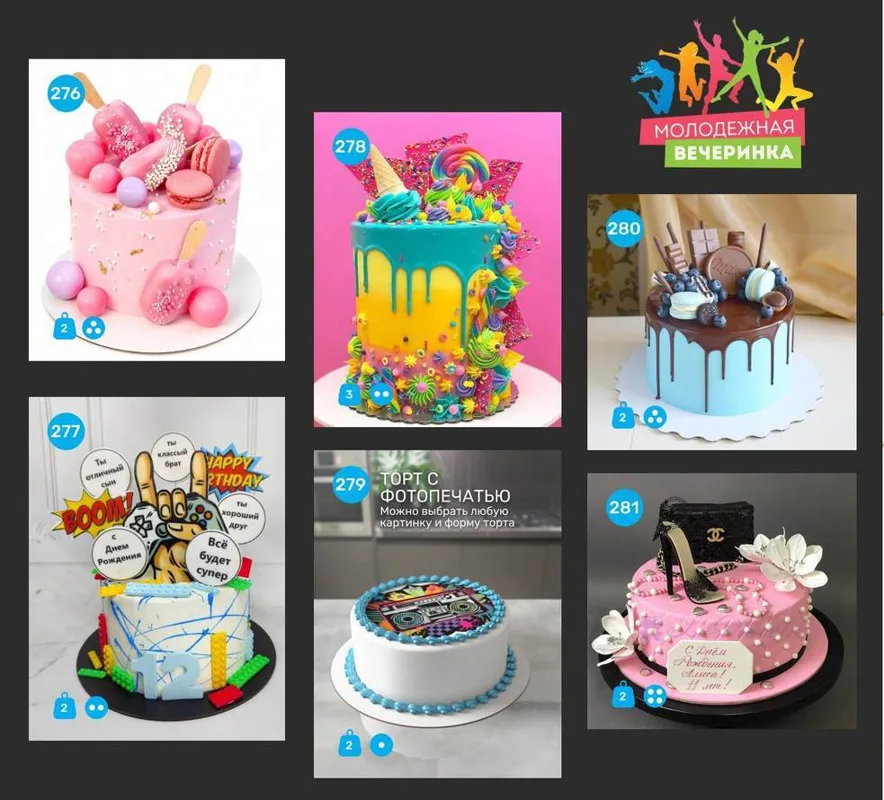 МОЛОДЕЖНАЯ
ВЕЧЕРИНКА
276
2
278
3
280
2
277
ты
классый
брат
Ты
отличный
сын
HAPPY
BIRTHDAY
BOOM!
ты
хороший
друг
с
Днем
Рождения
Всё
будет
супер
12
2
279
ТОРТ С
ФОТОПЕЧАТЬЮ
Можно выбрать любую
картинку и форму торта
2
281
С Днём
Рождения,
Алиса!
11 лет!
2